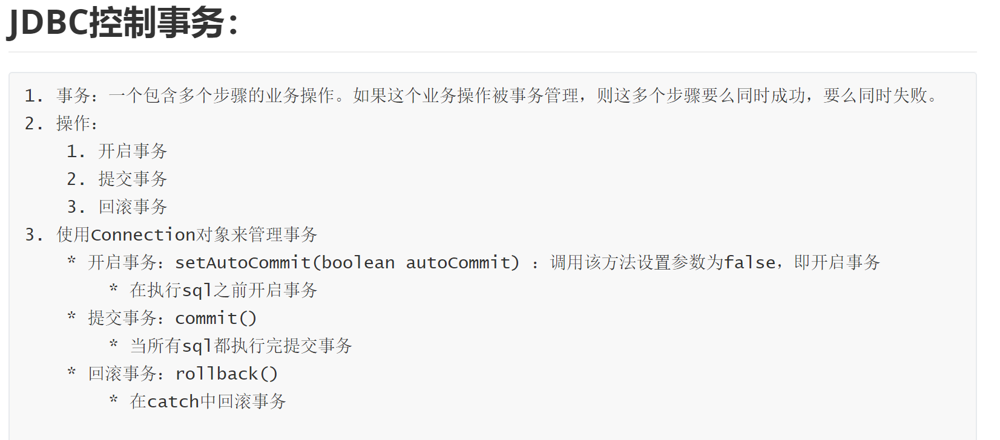 JDBC控制事务：
1. 事务：一个包含多个步骤的业务操作。如果这个业务操作被事务管理，则这多个步骤要么同时成功，要么同时失败。
2. 操作：
1. 开启事务
2. 提交事务
3. 回滚事务
3. 使用Connection对象来管理事务
* 开启事务：setAutoCommit(boolean autoCommit) ：调用该方法设置参数为false，即开启事务
* 在执行sql之前开启事务
* 提交事务：commit()
* 当所有sql都执行完提交事务
* 回滚事务：rollback()
* 在catch中回滚事务